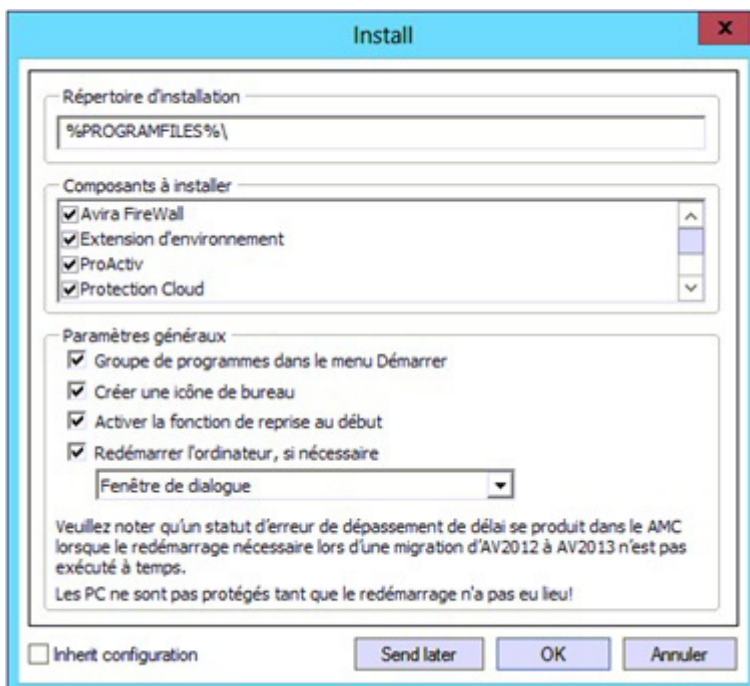 Install
x
Répertoire d'installation
%PROGRAMFILES%\
Composants à installer
Avira FireWall
Extension d'environnement
ProActiv
Protection Cloud
Paramètres généraux
Groupe de programmes dans le menu Démarrer
Créer une icône de bureau
Activer la fonction de reprise au début
Redémarrer l'ordinateur, si nécessaire
Fenêtre de dialogue
Veuillez noter qu'un statut d'erreur de dépassement de délai se produit dans le AMC
lorsque le redémarrage nécessaire lors d'une migration d'AV2012 à AV2013 n'est pas
exécuté à temps.
Les PC ne sont pas protégés tant que le redémarrage n'a pas eu lieu!
Inherit configuration
Send later
OK
Annuler